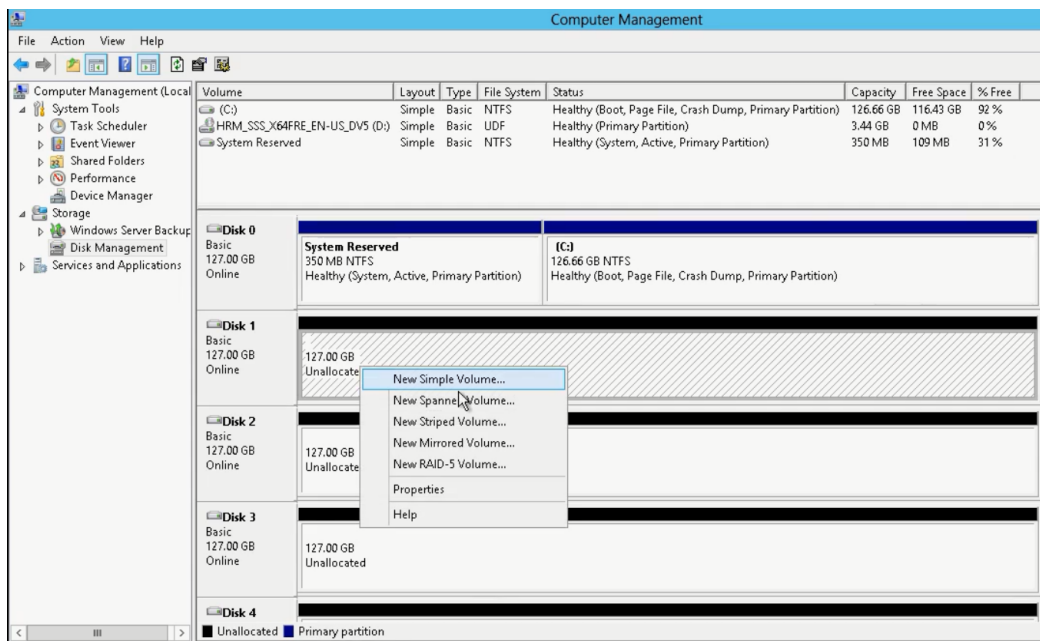 Computer Management
File Action View Help
Computer Management (Local
System Tools
Task Scheduler
Event Viewer
Shared Folders
Performance
Device Manager
Storage
Windows Server Backup
Disk Management
Services and Applications
Volume Layout Type File System Status Capacity Free Space % Free
(C:) Simple Basic NTFS Healthy (Boot, Page File, Crash Dump, Primary Partition) 126.66 GB 116.43 GB 92 %
HRM_SSS_X64FRE_EN-US_DV5 (D:) Simple Basic UDF Healthy (Primary Partition) 3.44 GB 0 MB 0 %
System Reserved Simple Basic NTFS Healthy (System, Active, Primary Partition) 350 MB 109 MB 31 %
Disk 0
Basic
127.00 GB
Online
System Reserved
350 MB NTFS
Healthy (System, Active, Primary Partition)
(C:)
126.66 GB NTFS
Healthy (Boot, Page File, Crash Dump, Primary Partition)
Disk 1
Basic
127.00 GB
Online
127.00 GB
Unallocate
New Simple Volume...
New Spanned Volume...
New Striped Volume...
New Mirrored Volume...
New RAID-5 Volume...
Properties
Help
Disk 2
Basic
127.00 GB
Online
127.00 GB
Unallocate
Disk 3
Basic
127.00 GB
Online
127.00 GB
Unallocated
Disk 4
Unallocated Primary partition